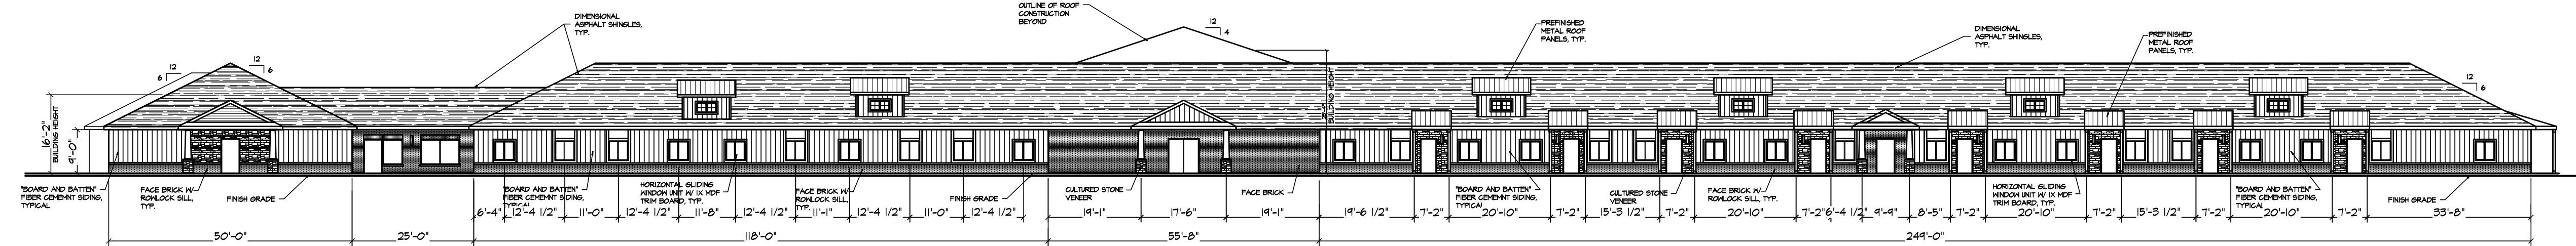 OUTLINE OF ROOF
CONSTRUCTION
BEYOND
12
4
DIMENSIONAL
ASPHALT SHINGLES,
TYP.
PREFINISHED
METAL ROOF
PANELS, TYP.
DIMENSIONAL
ASPHALT SHINGLES,
TYP.
PREFINISHED
METAL ROOF
PANELS, TYP.
12
6
12
6
12
6
16'-2"
BUILDING HEIGHT
9'-0"
BUILDING HEIGHT
"BOARD AND BATTEN"
FIBER CEMEMNT SIDING,
TYPICAL
FACE BRICK W/
ROWLOCK SILL,
TYP.
FINISH GRADE
"BOARD AND BATTEN"
FIBER CEMEMNT SIDING,
TYPICAL
HORIZONTAL GLIDING
WINDOW UNIT W/ 1X MDF
TRIM BOARD, TYP.
FACE BRICK W/
ROWLOCK SILL,
TYP.
FINISH GRADE
CULTURED STONE
VENEER
FACE BRICK
"BOARD AND BATTEN"
FIBER CEMEMNT SIDING,
TYPICAL
CULTURED STONE
VENEER
FACE BRICK W/
ROWLOCK SILL, TYP.
HORIZONTAL GLIDING
WINDOW UNIT W/ 1X MDF
TRIM BOARD, TYP.
"BOARD AND BATTEN"
FIBER CEMEMNT SIDING,
TYPICAL
FINISH GRADE
6'-4" 12'-4 1/2" 11'-0" 12'-4 1/2" 11'-8" 12'-4 1/2" 11'-1" 12'-4 1/2" 11'-0" 12'-4 1/2" 19'-1" 17'-6" 19'-1" 19'-6 1/2" 7'-2" 20'-10" 7'-2" 15'-3 1/2" 7'-2" 20'-10" 7'-2" 6'-4 1/2" 9'-9" 8'-5" 7'-2" 20'-10" 7'-2" 15'-3 1/2" 7'-2" 20'-10" 7'-2" 33'-8"
50'-0" 25'-0" 118'-0" 55'-8" 249'-0"